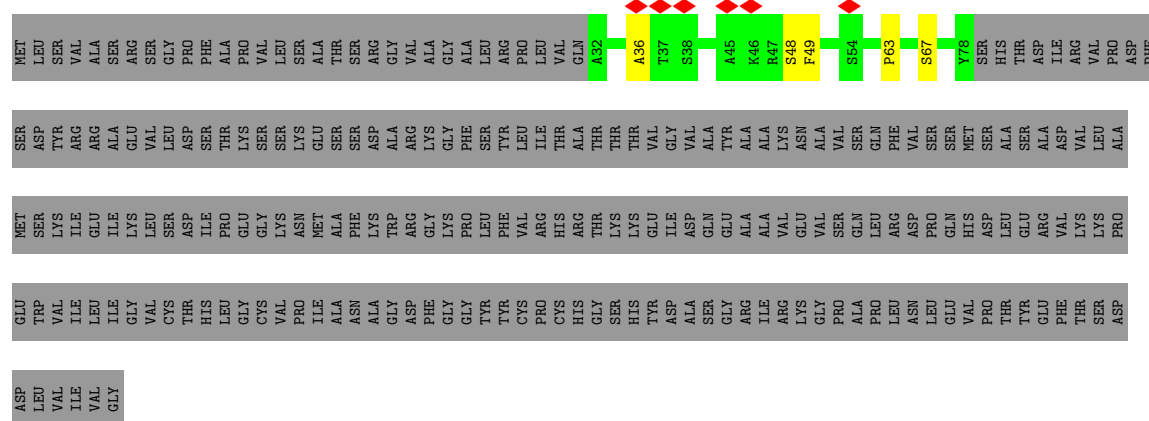 MET LEU SER VAL ALA SER ARG SER GLY PRO PHE ALA PRO VAL LEU SER ALA THR SER ARG GLY VAL ALA GLY ALA LEU ARG PRO LEU VAL GLN A32 A36 T37 S38 A45 K46 R47 S48 F49 S54 P63 S67 Y78 SER HIS THR ASP ILE ARG VAL PRO ASP PHE
SER ASP TYR ARG ARG ALA GLU VAL LEU ASP SER THR LYS SER SER LYS GLU SER SER ASP ALA ARG LYS GLY PHE SER TYR LEU ILE THR ALA THR THR THR VAL GLY VAL ALA TYR ALA ALA LYS ASN ALA VAL SER GLN PHE VAL SER SER MET SER ALA SER ALA ASP VAL LEU ALA
MET SER LYS ILE GLU ILE LYS LEU SER ASP ILE PRO GLU GLY LYS ASN MET ALA PHE LYS TRP ARG GLY LYS PRO LEU PHE VAL ARG HIS ARG THR LYS LYS GLU ILE ASP GLN GLU ALA ALA VAL GLU VAL SER GLN LEU ARG ASP PRO GLN HIS ASP LEU GLU ARG VAL LYS LYS PRO
GLU TRP VAL ILE LEU ILE GLY VAL CYS THR HIS LEU GLY CYS VAL PRO ILE ALA ASN ALA GLY ASP PHE GLY GLY TYR TYR CYS PRO CYS HIS GLY SER HIS TYR ASP ALA SER GLY ARG ILE ARG LYS GLY PRO ALA PRO LEU ASN LEU GLU VAL PRO THR TYR GLU PHE THR SER ASP
ASP LEU VAL ILE VAL GLY